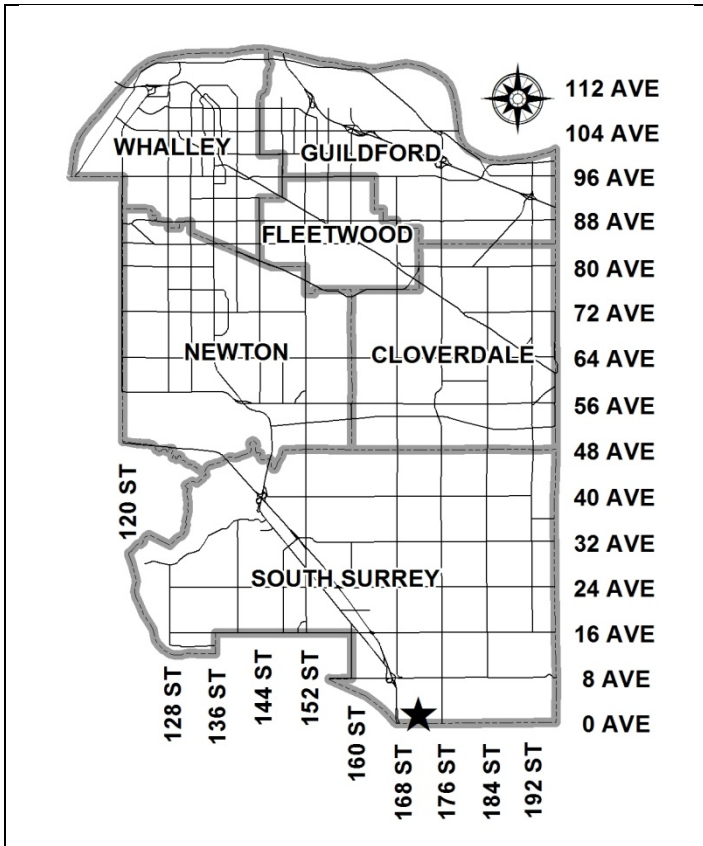 112 AVE
104 AVE
WHALLEY
GUILDFORD
96 AVE
88 AVE
FLEETWOOD
80 AVE
72 AVE
NEWTON
CLOVERDALE
64 AVE
56 AVE
48 AVE
120 ST
40 AVE
32 AVE
SOUTH SURREY
24 AVE
16 AVE
128 ST
136 ST
144 ST
152 ST
160 ST
8 AVE
0 AVE
168 ST
176 ST
184 ST
192 ST